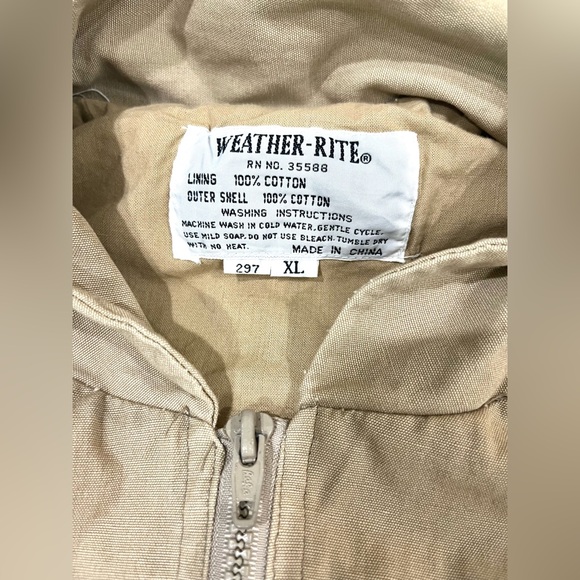 WEATHER-RITE®
RN NO. 35588
LINING 100% COTTON
OUTER SHELL 100% COTTON
WASHING INSTRUCTIONS
MACHINE WASH IN COLD WATER, GENTLE CYCLE.
USE MILD SOAP. DO NOT USE BLEACH. TUMBLE DRY
WITH NO HEAT. MADE IN CHINA
297 XL